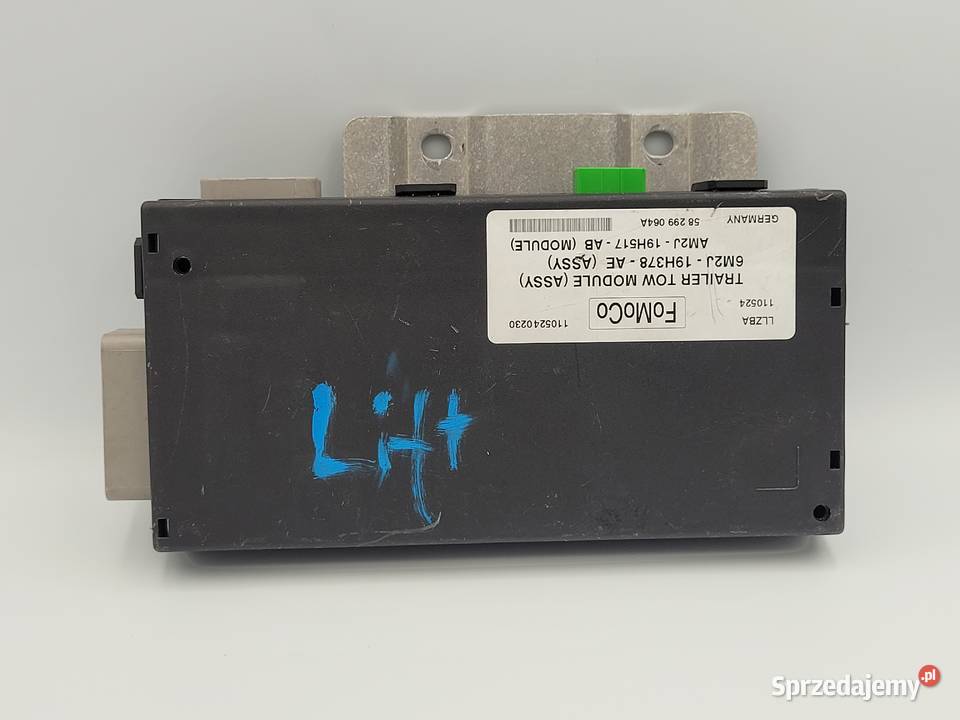 LLZBA
110524
FoMoCo
1105240230
TRAILER TOW MODULE (ASSY)
6M2J - 19H378 - AE (ASSY)
AM2J - 19H517 - AB (MODULE)
GERMANY
58 299 064A
Lift
Sprzedajemy.pl